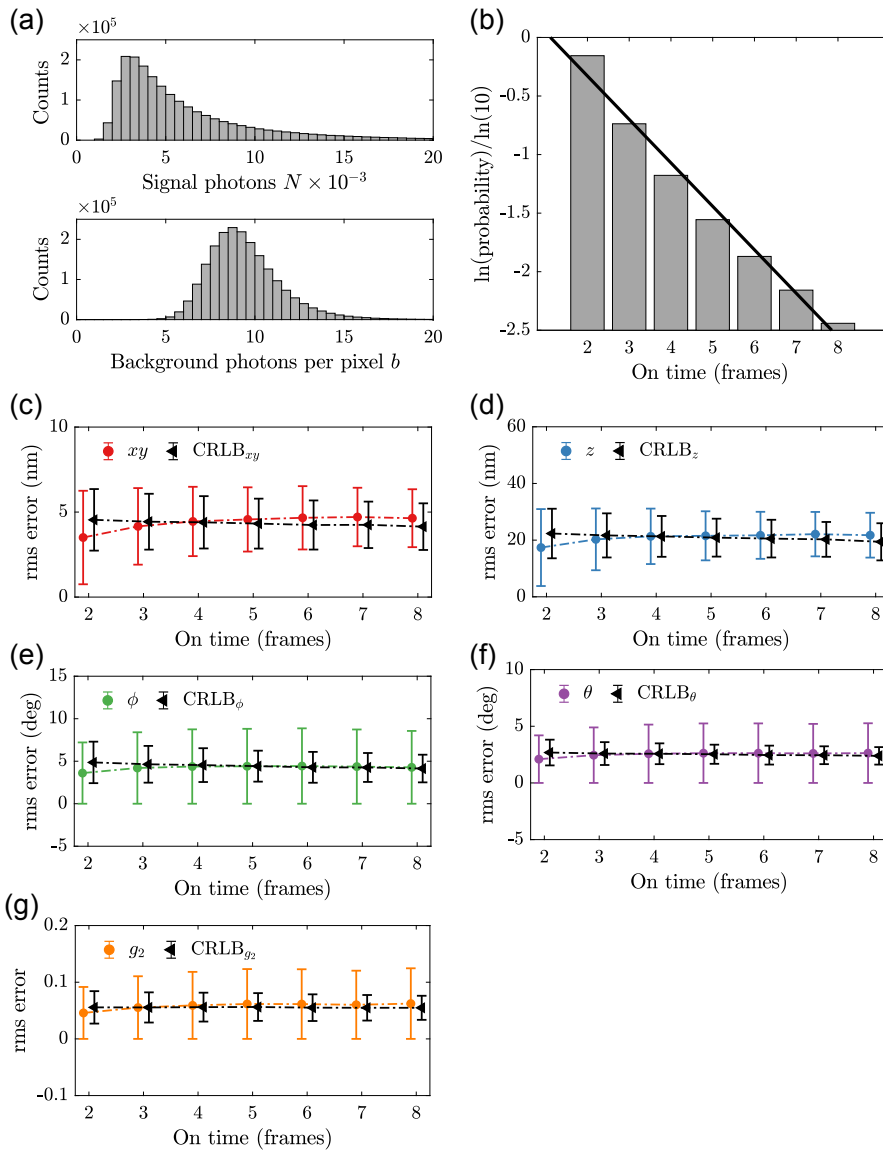 (a)
×10⁵
2
1
0
Counts
5
10
15
20
Signal photons N × 10⁻³
×10⁵
2
1
0
Counts
0
5
10
15
20
Background photons per pixel b
(b)
0
-0.5
-1
-1.5
-2
-2.5
ln(probability)/ln(10)
2 3 4 5 6 7 8
On time (frames)
(c)
10
5
0
rms error (nm)
xy CRLB_xy
2 3 4 5 6 7 8
On time (frames)
(d)
60
40
20
0
rms error (nm)
z CRLB_z
2 3 4 5 6 7 8
On time (frames)
(e)
15
10
5
0
-5
rms error (deg)
ϕ CRLB_ϕ
2 3 4 5 6 7 8
On time (frames)
(f)
10
5
0
-5
rms error (deg)
θ CRLB_θ
2 3 4 5 6 7 8
On time (frames)
(g)
0.2
0.1
0
-0.1
rms error
g₂ CRLB_g₂
2 3 4 5 6 7 8
On time (frames)